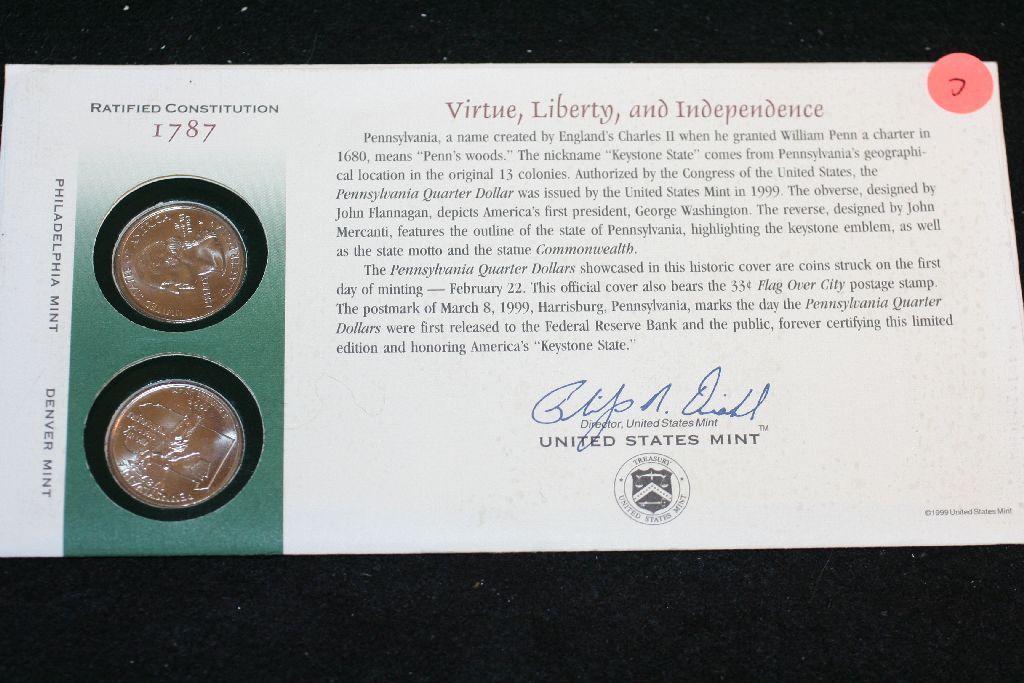 RATIFIED CONSTITUTION
1787
PHILADELPHIA MINT
DENVER MINT
Virtue, Liberty, and Independence
Pennsylvania, a name created by England's Charles II when he granted William Penn a charter in
1680, means "Penn's woods." The nickname "Keystone State" comes from Pennsylvania's geographi-
cal location in the original 13 colonies. Authorized by the Congress of the United States, the
Pennsylvania Quarter Dollar was issued by the United States Mint in 1999. The obverse, designed by
John Flannagan, depicts America's first president, George Washington. The reverse, designed by John
Mercanti, features the outline of the state of Pennsylvania, highlighting the keystone emblem, as well
as the state motto and the statue Commonwealth.
The Pennsylvania Quarter Dollars showcased in this historic cover are coins struck on the first
day of minting — February 22. This official cover also bears the 33¢ Flag Over City postage stamp.
The postmark of March 8, 1999, Harrisburg, Pennsylvania, marks the day the Pennsylvania Quarter
Dollars were first released to the Federal Reserve Bank and the public, forever certifying this limited
edition and honoring America's "Keystone State."
Philip N. Diehl
Director, United States Mint
UNITED STATES MINT™
TREASURY
UNITED STATES MINT
©1999 United States Mint